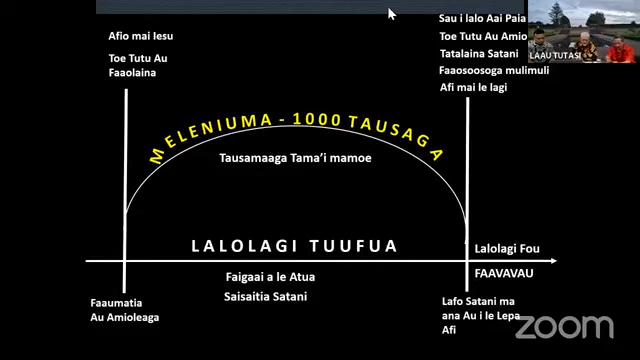 Afio mai Iesu
Toe Tutu Au
Faaolaina
Sau i lalo Aai Paia
Toe Tutu Au Amio
Tatalaina Satani
Faaosoosoga mulimuli
Afi mai le lagi
LAAU TUTASI
MELENIUMA - 1000 TAUSAGA
Tausamaaga Tama'i mamoe
LALOLAGI TUUFUA
Lalolagi Fou
FAAVAVAU
Faigaai a le Atua
Saisaitia Satani
Faaumatia
Au Amioleaga
Lafo Satani ma
ana Au i le Lepa
Afi
zoom